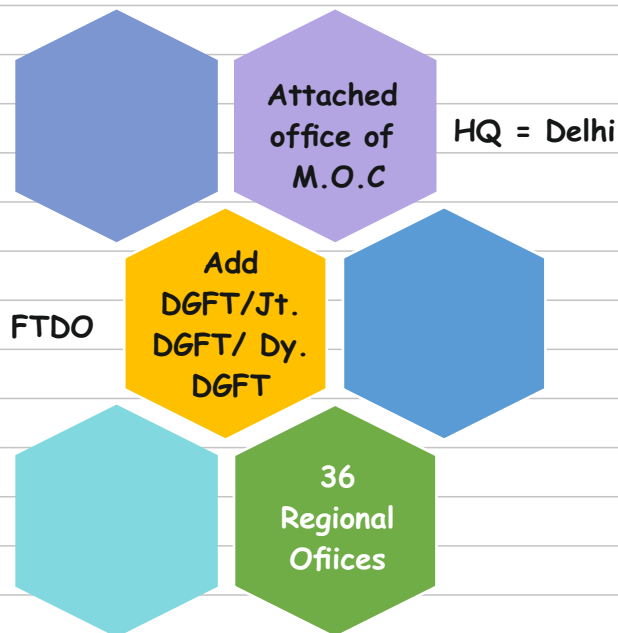 Attached
office of
M.O.C
HQ = Delhi
FTDO
Add
DGFT/Jt.
DGFT/ Dy.
DGFT
36
Regional
Ofiices